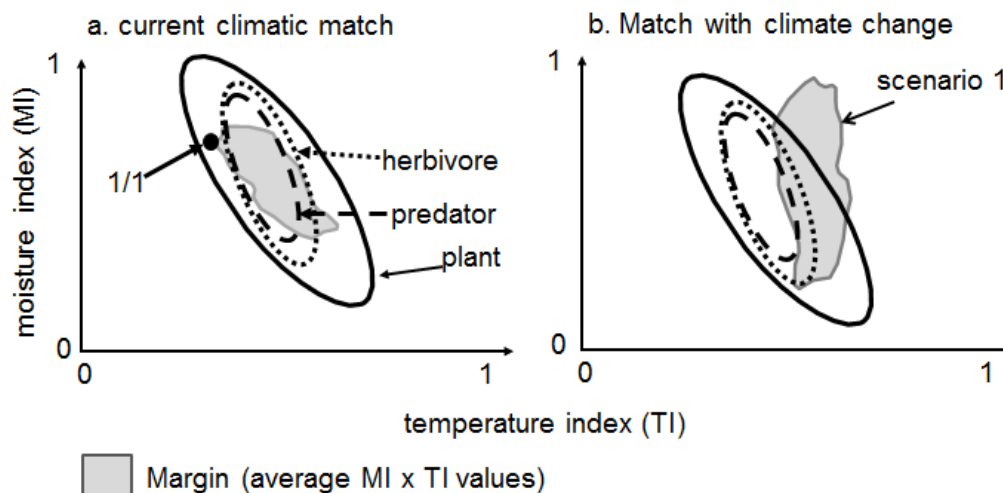 a. current climatic match
b. Match with climate change
1
1
scenario 1
moisture index (MI)
1/1
herbivore
predator
plant
0
0
0
1
0
1
temperature index (TI)
Margin (average MI x TI values)